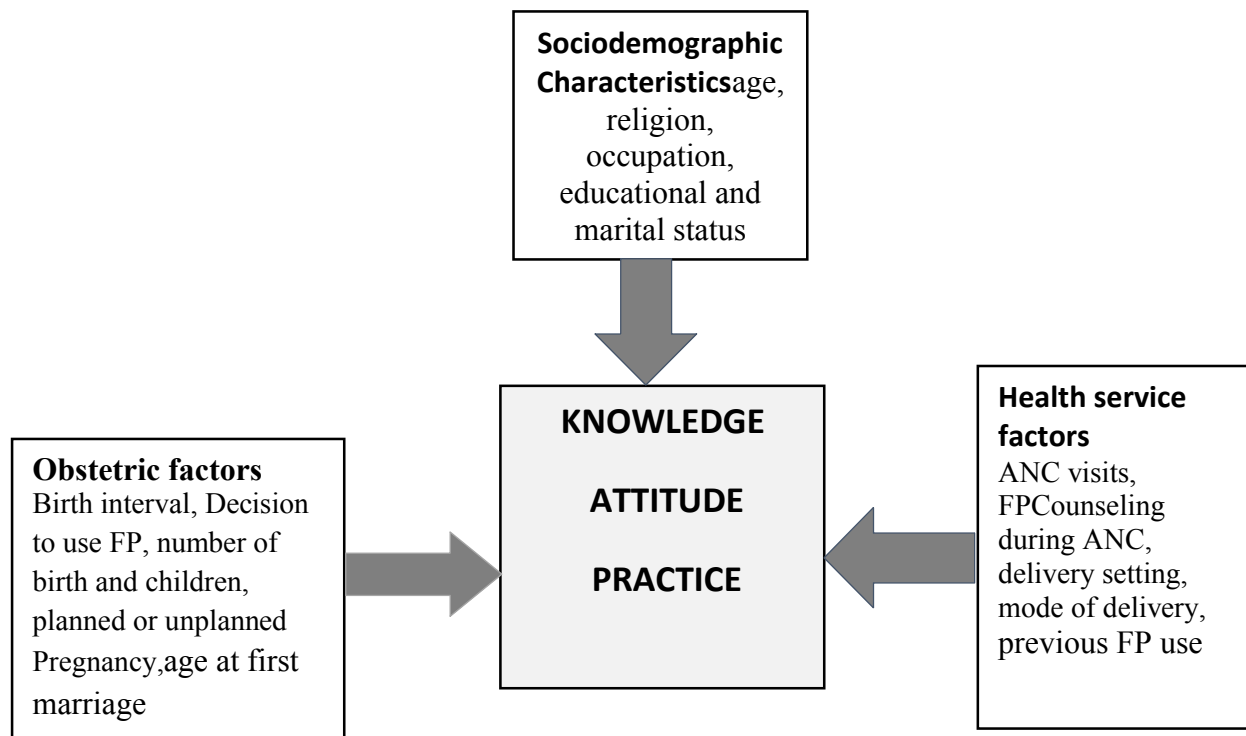 Sociodemographic
Characteristicsage,
religion,
occupation,
educational and
marital status
KNOWLEDGE
ATTITUDE
PRACTICE
Obstetric factors
Birth interval, Decision
to use FP, number of
birth and children,
planned or unplanned
Pregnancy,age at first
marriage
Health service
factors
ANC visits,
FPCounseling
during ANC,
delivery setting,
mode of delivery,
previous FP use